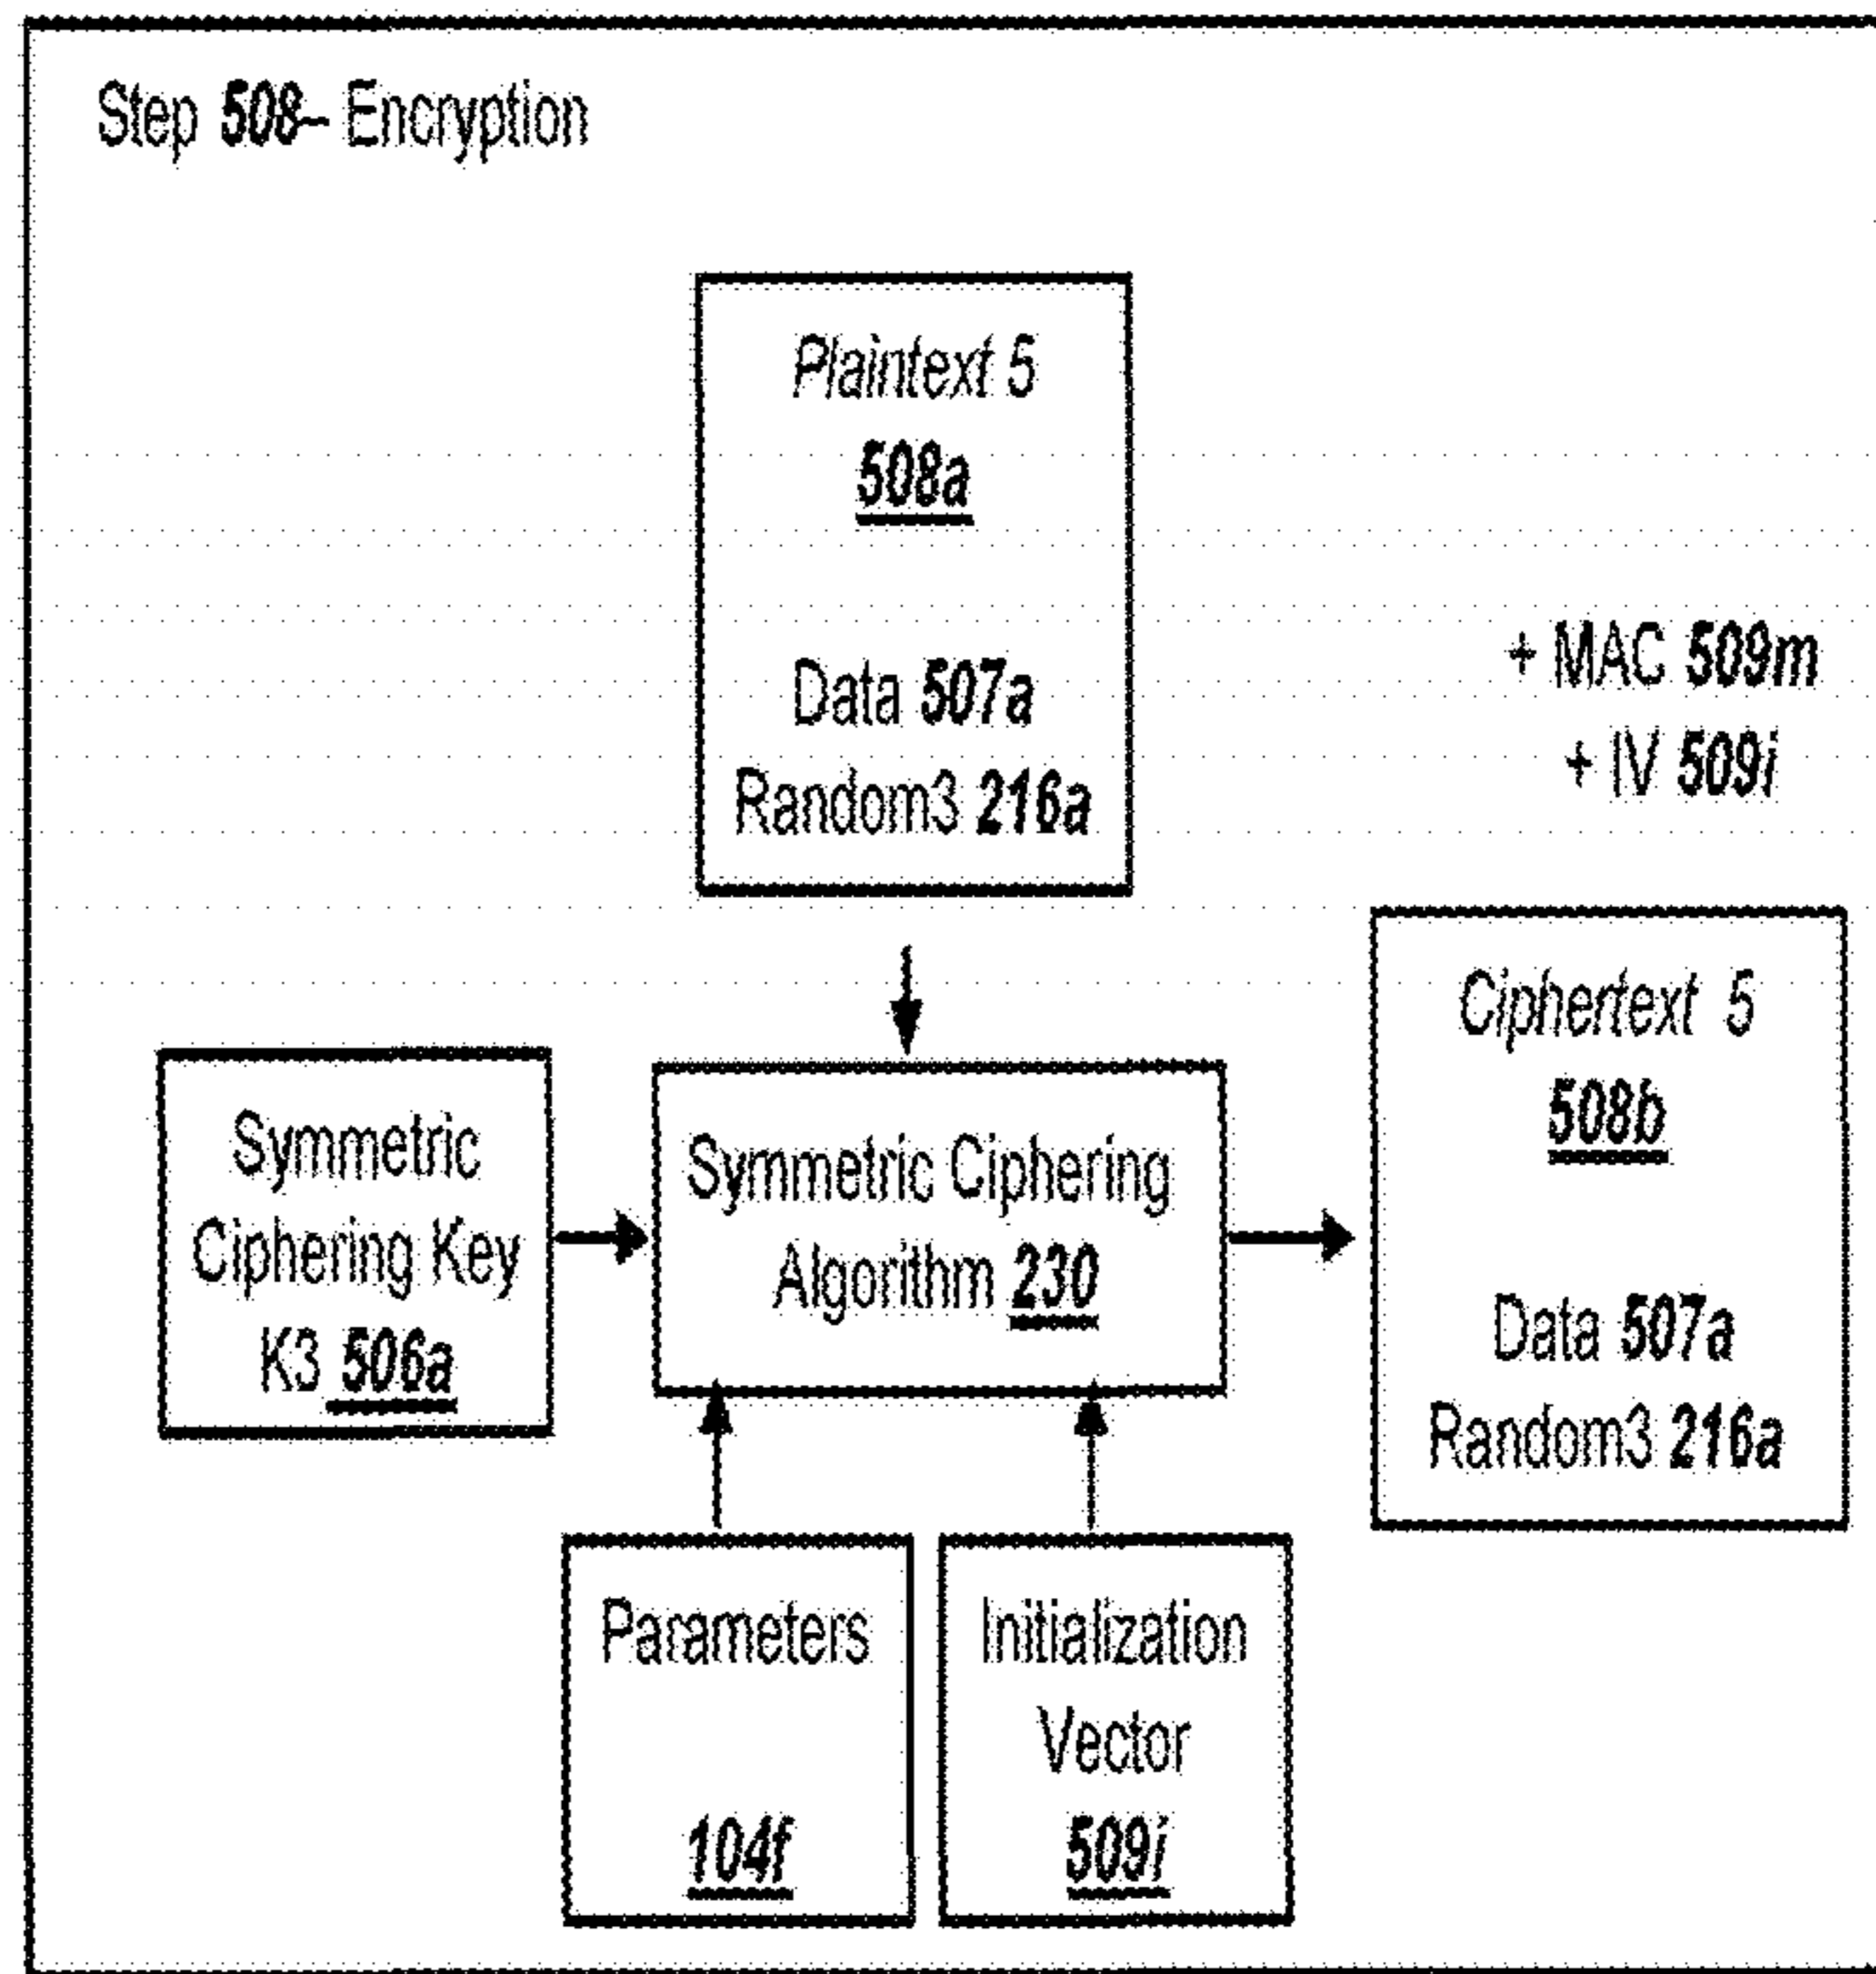 Step 508– Encryption
Plaintext 5
508a
Data 507a
Random3 216a
+ MAC 509m
+ IV 509i
Symmetric
Ciphering Key
K3 506a
Symmetric Ciphering
Algorithm 230
Ciphertext 5
508b
Data 507a
Random3 216a
Parameters
104f
Initialization
Vector
509i